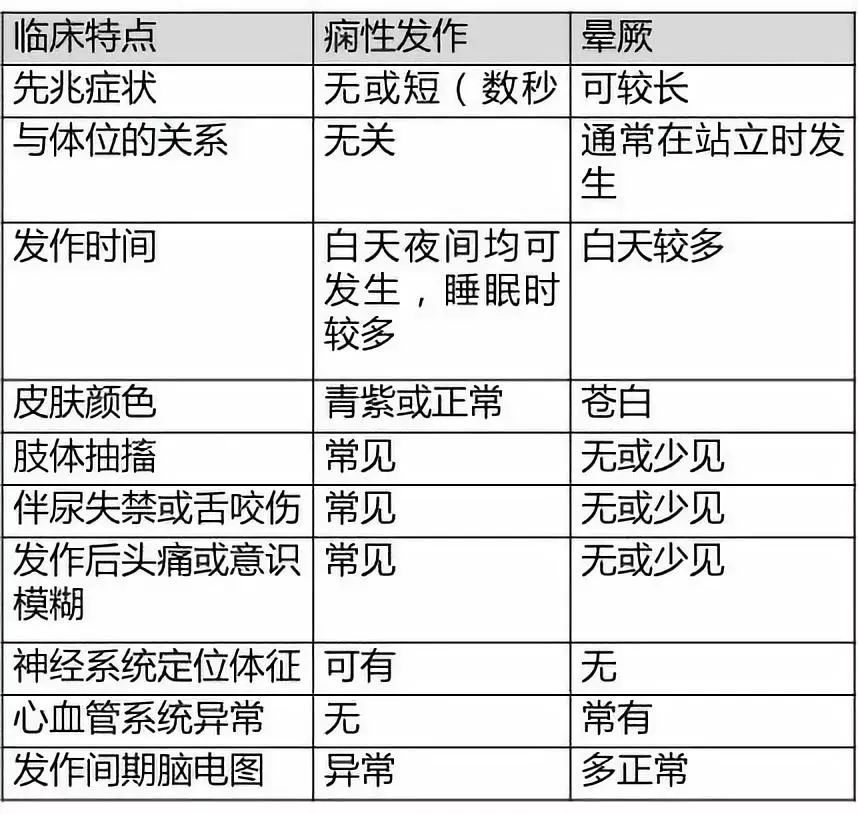 临床特点 痫性发作 晕厥
先兆症状 无或短（数秒 可较长
与体位的关系 无关 通常在站立时发
生
发作时间 白天夜间均可 白天较多
发生，睡眠时
较多
皮肤颜色 青紫或正常 苍白
肢体抽搐 常见 无或少见
伴尿失禁或舌咬伤 常见 无或少见
发作后头痛或意识 常见 无或少见
模糊
神经系统定位体征 可有 无
心血管系统异常 无 常有
发作间期脑电图 异常 多正常